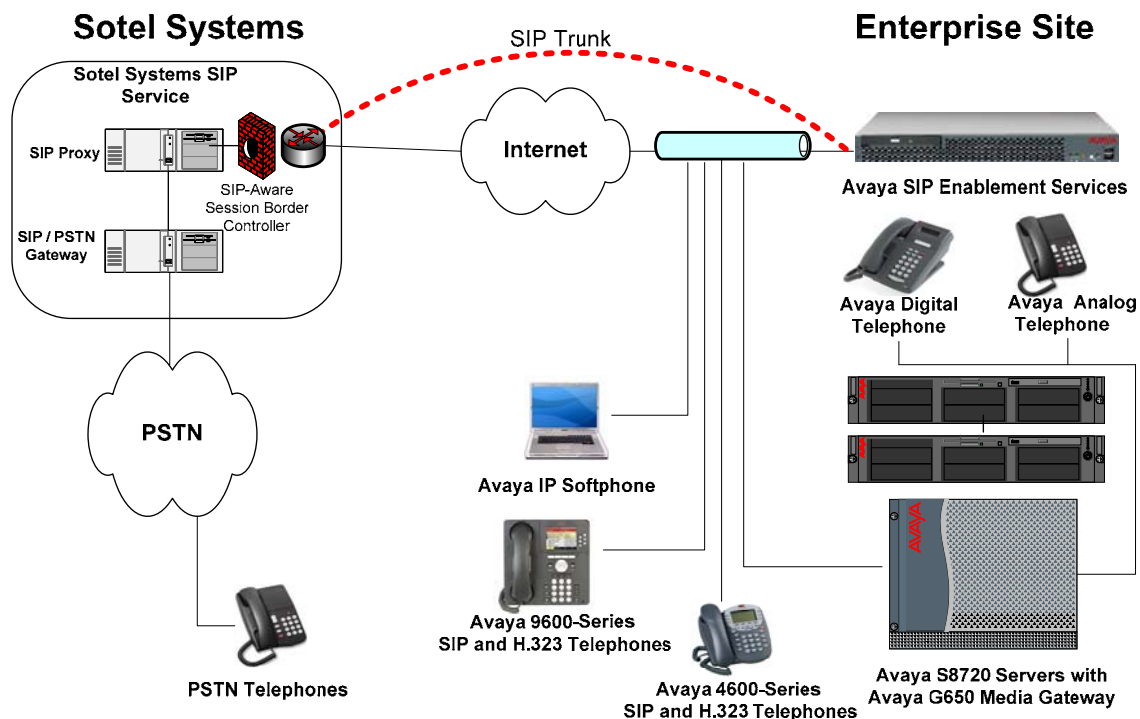 Sotel Systems
SIP Trunk
Enterprise Site
Sotel Systems SIP
Service
SIP Proxy
SIP-Aware
Session Border
Controller
SIP / PSTN
Gateway
Internet
AVAYA
Avaya SIP Enablement Services
Avaya Digital
Telephone
Avaya Analog
Telephone
PSTN
AVAYA
AVAYA
Avaya IP Softphone
AVAYA
Avaya 9600-Series
SIP and H.323 Telephones
PSTN Telephones
Avaya 4600-Series
SIP and H.323 Telephones
Avaya S8720 Servers with
Avaya G650 Media Gateway